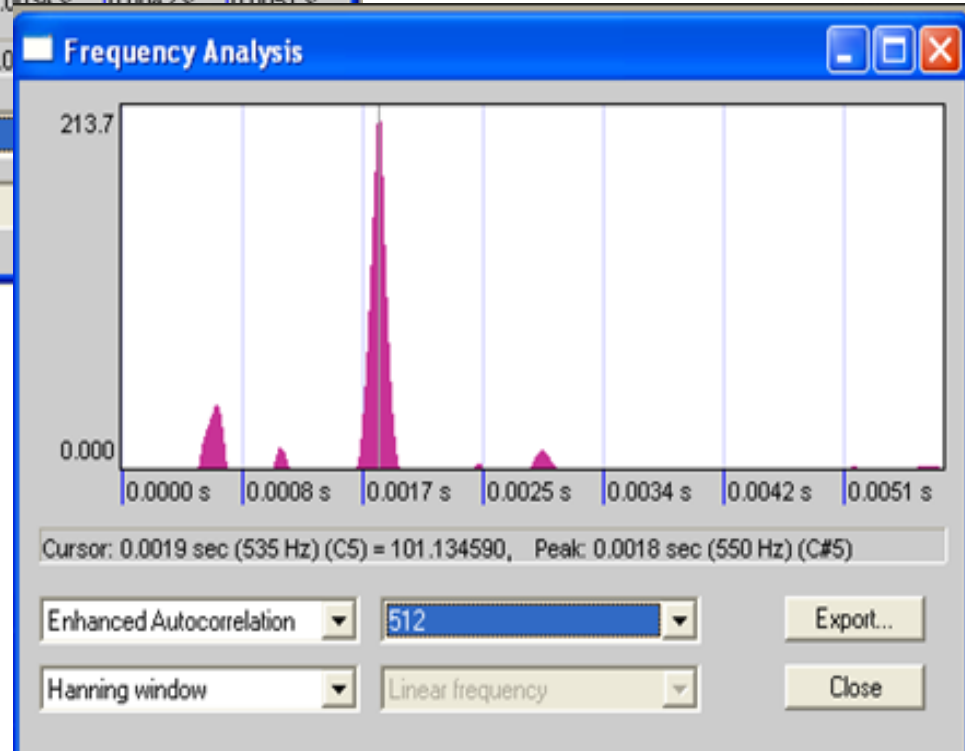 Frequency Analysis
213.7
0.000
0.0000 s 0.0008 s 0.0017 s 0.0025 s 0.0034 s 0.0042 s 0.0051 s
Cursor: 0.0019 sec (535 Hz) (C5) = 101.134590, Peak: 0.0018 sec (550 Hz) (C#5)
Enhanced Autocorrelation 512 Export...
Hanning window Linear frequency Close